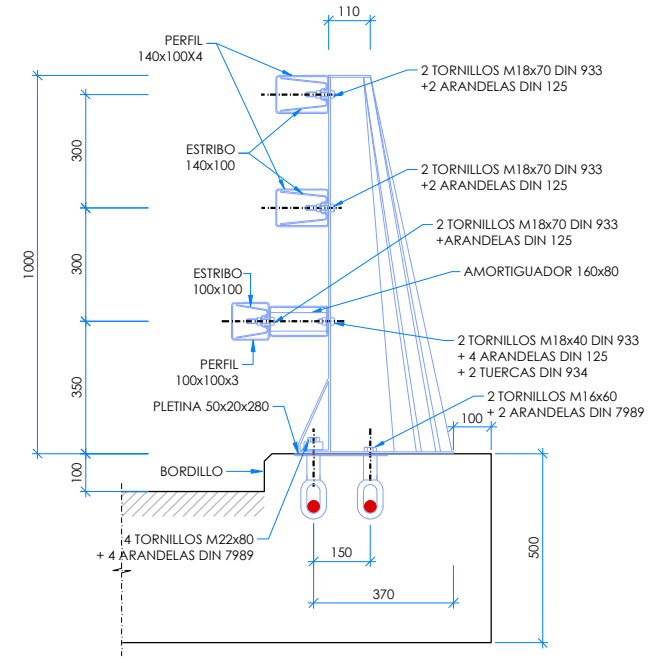 110
PERFIL
140x100X4
2 TORNILLOS M18x70 DIN 933
+2 ARANDELAS DIN 125
300
ESTRIBO
140x100
2 TORNILLOS M18x70 DIN 933
+2 ARANDELAS DIN 125
2 TORNILLOS M18x70 DIN 933
+ARANDELAS DIN 125
1000
300
ESTRIBO
100x100
AMORTIGUADOR 160x80
2 TORNILLOS M18x40 DIN 933
+ 4 ARANDELAS DIN 125
+ 2 TUERCAS DIN 934
PERFIL
100x100x3
350
2 TORNILLOS M16x60
+ 2 ARANDELAS DIN 7989
PLETINA 50x20x280
100
100
BORDILLO
4 TORNILLOS M22x80
+ 4 ARANDELAS DIN 7989
500
150
370